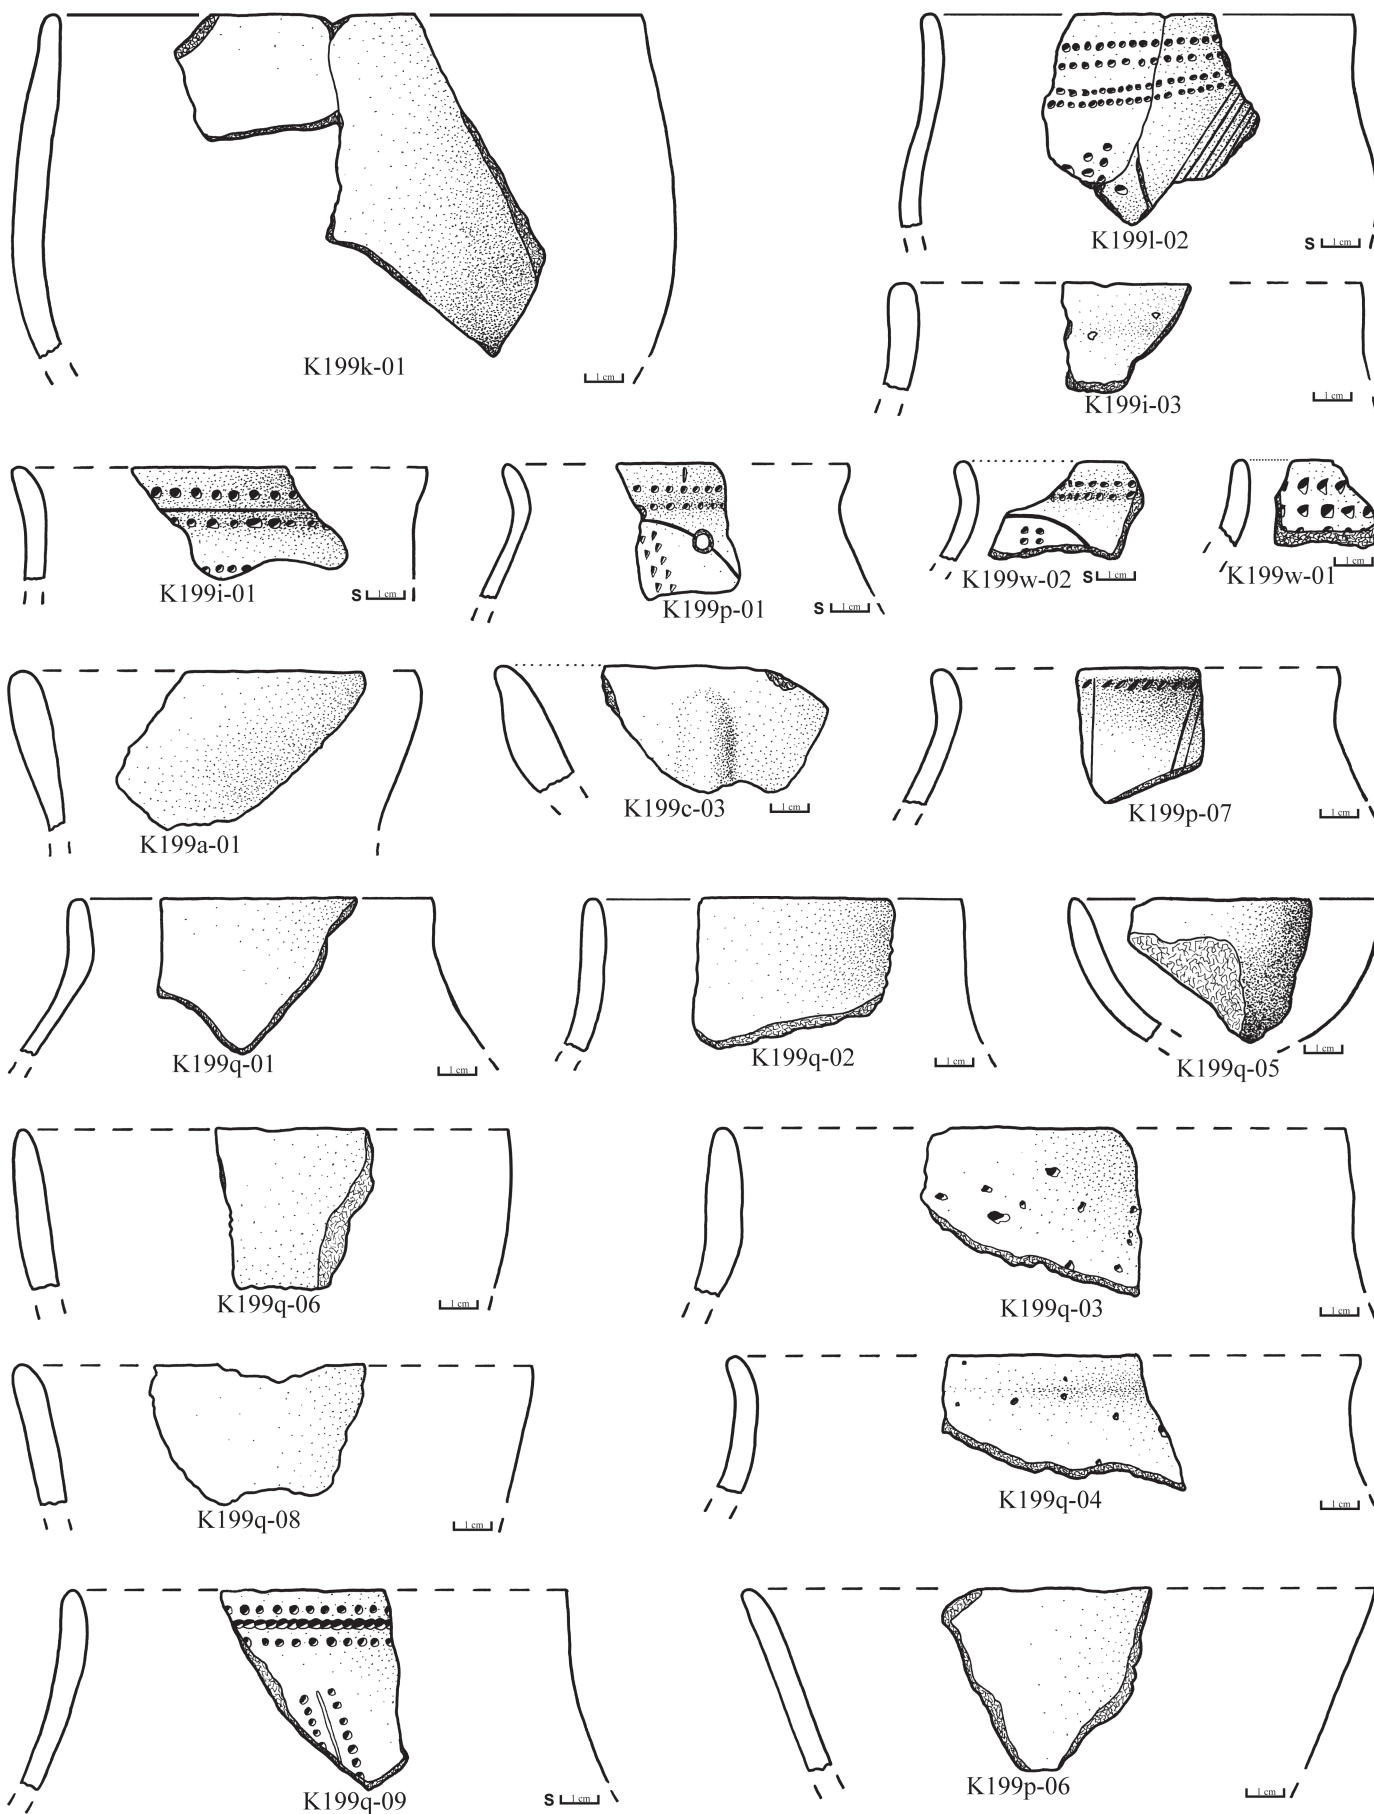 K199k-01
1 cm
K199l-02
S 1 cm
K199i-03
1 cm
K199i-01
S 1 cm
K199p-01
S 1 cm
K199w-02
S 1 cm
K199w-01
1 cm
K199a-01
K199c-03
1 cm
K199p-07
1 cm
K199q-01
1 cm
K199q-02
1 cm
K199q-05
1 cm
K199q-06
1 cm
K199q-03
1 cm
K199q-08
1 cm
K199q-04
1 cm
K199q-09
S 1 cm
K199p-06
1 cm